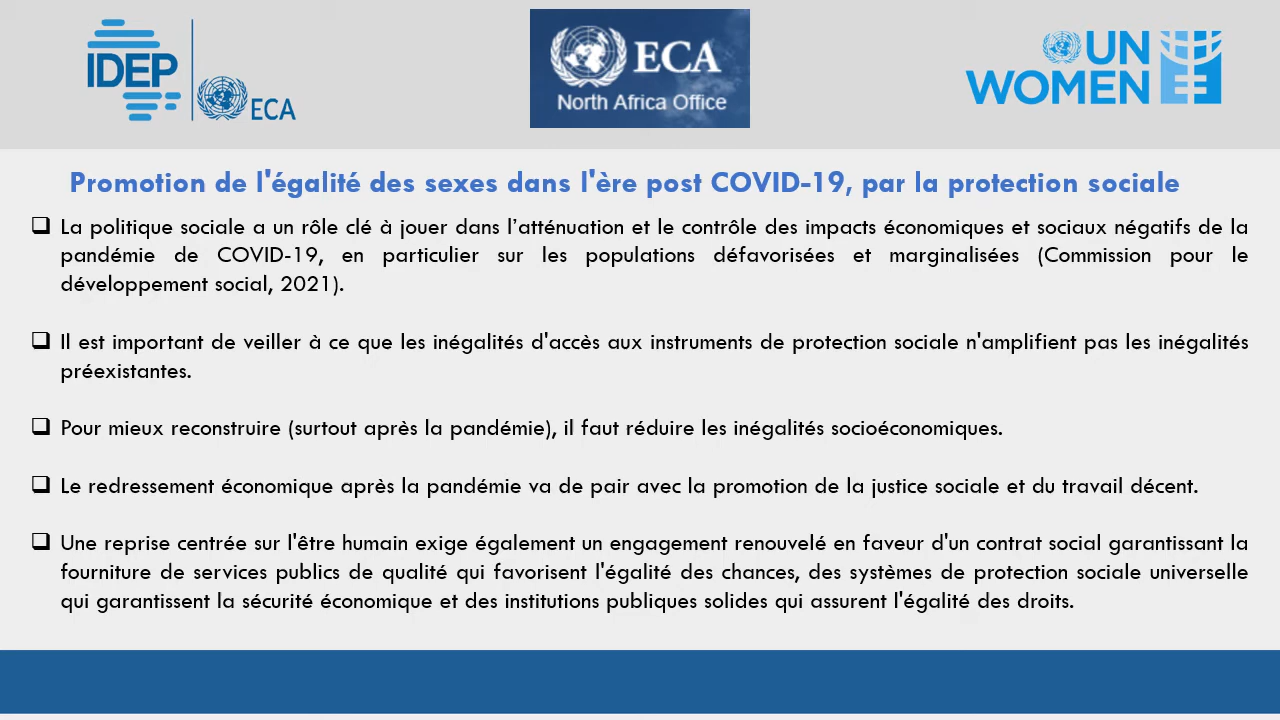 IDEP
ECA
ECA
North Africa Office
UN
WOMEN
Promotion de l'égalité des sexes dans l'ère post COVID-19, par la protection sociale
❑ La politique sociale a un rôle clé à jouer dans l’atténuation et le contrôle des impacts économiques et sociaux négatifs de la
pandémie de COVID-19, en particulier sur les populations défavorisées et marginalisées (Commission pour le
développement social, 2021).
❑ Il est important de veiller à ce que les inégalités d'accès aux instruments de protection sociale n'amplifient pas les inégalités
préexistantes.
❑ Pour mieux reconstruire (surtout après la pandémie), il faut réduire les inégalités socioéconomiques.
❑ Le redressement économique après la pandémie va de pair avec la promotion de la justice sociale et du travail décent.
❑ Une reprise centrée sur l'être humain exige également un engagement renouvelé en faveur d'un contrat social garantissant la
fourniture de services publics de qualité qui favorisent l'égalité des chances, des systèmes de protection sociale universelle
qui garantissent la sécurité économique et des institutions publiques solides qui assurent l'égalité des droits.